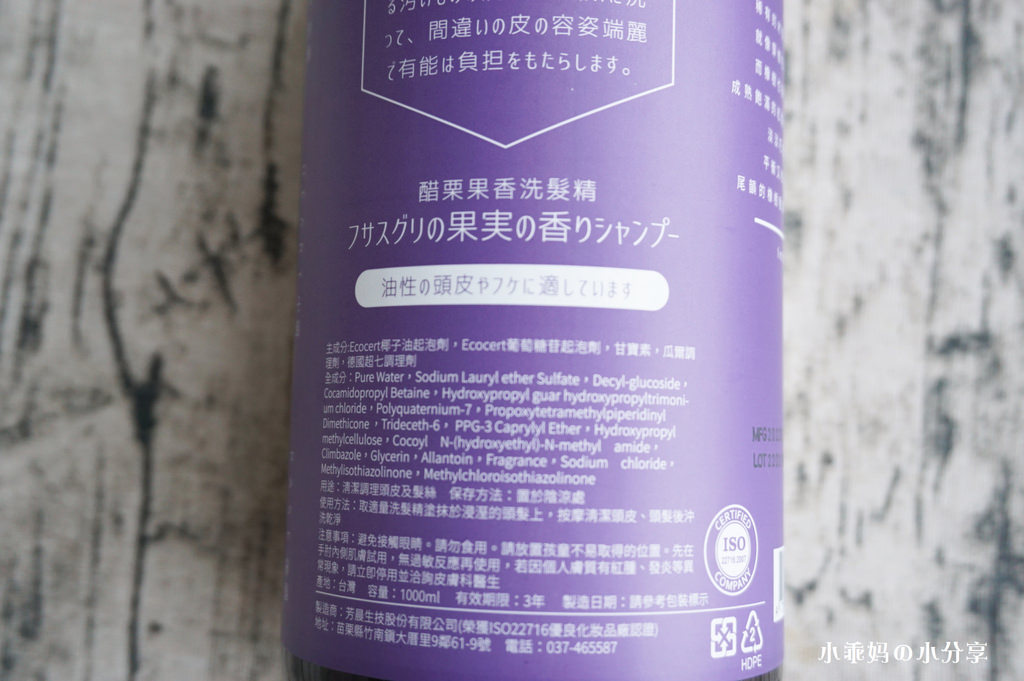 って、間違いの皮の容姿端麗
で有能は負担をもたらします。
醋栗果香洗髮精
フサスグリの果実の香りシャンプー
油性の頭皮やフケに適しています
主成分:Ecocert椰子油起泡劑，Ecocert葡萄糖苷起泡劑，甘寶素，瓜爾調
理劑，德國超七調理劑
全成分：Pure Water，Sodium Lauryl ether Sulfate，Decyl-glucoside，
Cocamidopropyl Betaine，Hydroxypropyl guar hydroxypropyltrimoni-
um chloride，Polyquaternium-7，Propoxytetramethylpiperidinyl
Dimethicone，Trideceth-6，PPG-3 Caprylyl Ether，Hydroxypropyl
methylcellulose，Cocoyl N-(hydroxyethyl)-N-methyl amide，
Climbazole，Glycerin，Allantoin，Fragrance，Sodium chloride，
Methylisothiazolinone，Methylchloroisothiazolinone
用途：清潔調理頭皮及髮絲 保存方法：置於陰涼處
使用方法：取適量洗髮精塗抹於浸溼的頭髮上，按摩清潔頭皮、頭髮後沖
洗乾淨
注意事項：避免接觸眼睛。請勿食用。請放置孩童不易取得的位置。先在
手肘內側肌膚試用，無過敏反應再使用，若因個人膚質有紅腫、發炎等異
常現象，請立即停用並洽詢皮膚科醫生
產地：台灣 容量：1000ml 有效期限：3年 製造日期：請參考包裝標示
製造商：芳晨生技股份有限公司(榮獲ISO22716優良化妝品廠認證)
地址：苗栗縣竹南鎮大厝里9鄰61-9號 電話：037-465587
成熟飽滿
尾韻的
MFG
LOT
CERTIFIED
ISO
22716:2007
COMPANY
2
HDPE
小乖妈の小分享